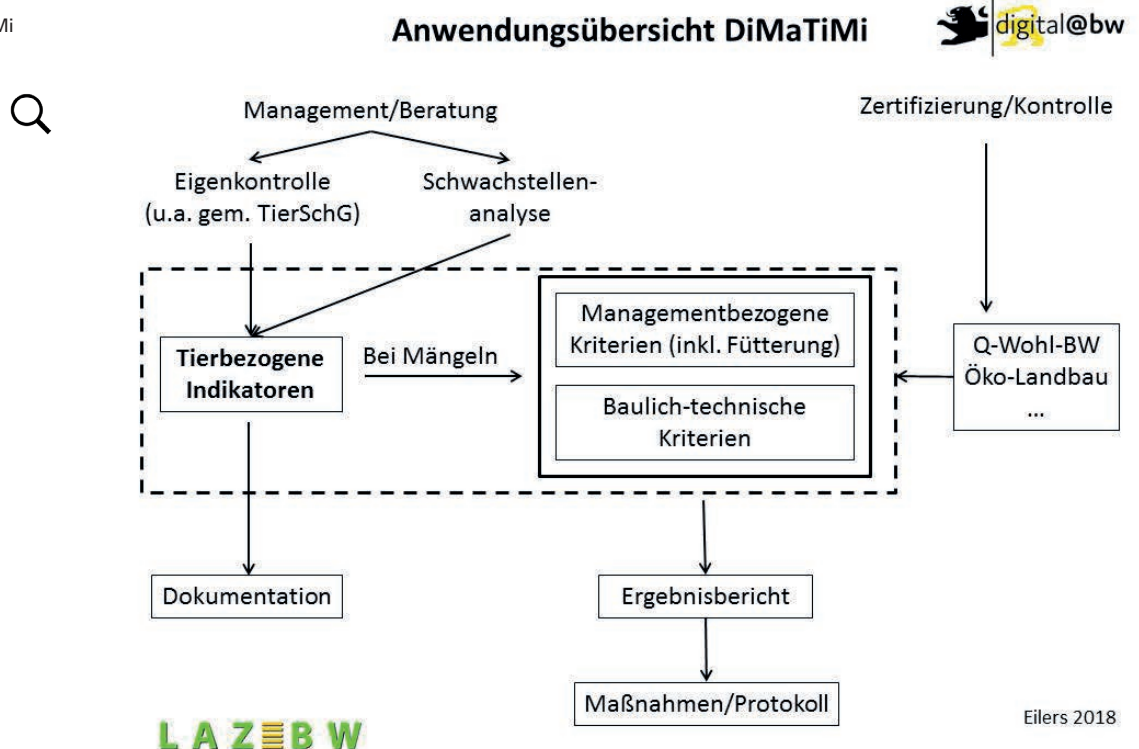 Mi
Anwendungsübersicht DiMaTiMi
digital@bw
Management/Beratung
Zertifizierung/Kontrolle
Eigenkontrolle
(u.a. gem. TierSchG)
Schwachstellen-
analyse
Tierbezogene
Indikatoren
Bei Mängeln
Managementbezogene
Kriterien (inkl. Fütterung)
Baulich-technische
Kriterien
Q-Wohl-BW
Öko-Landbau
...
Dokumentation
Ergebnisbericht
Maßnahmen/Protokoll
LAZBW
Eilers 2018